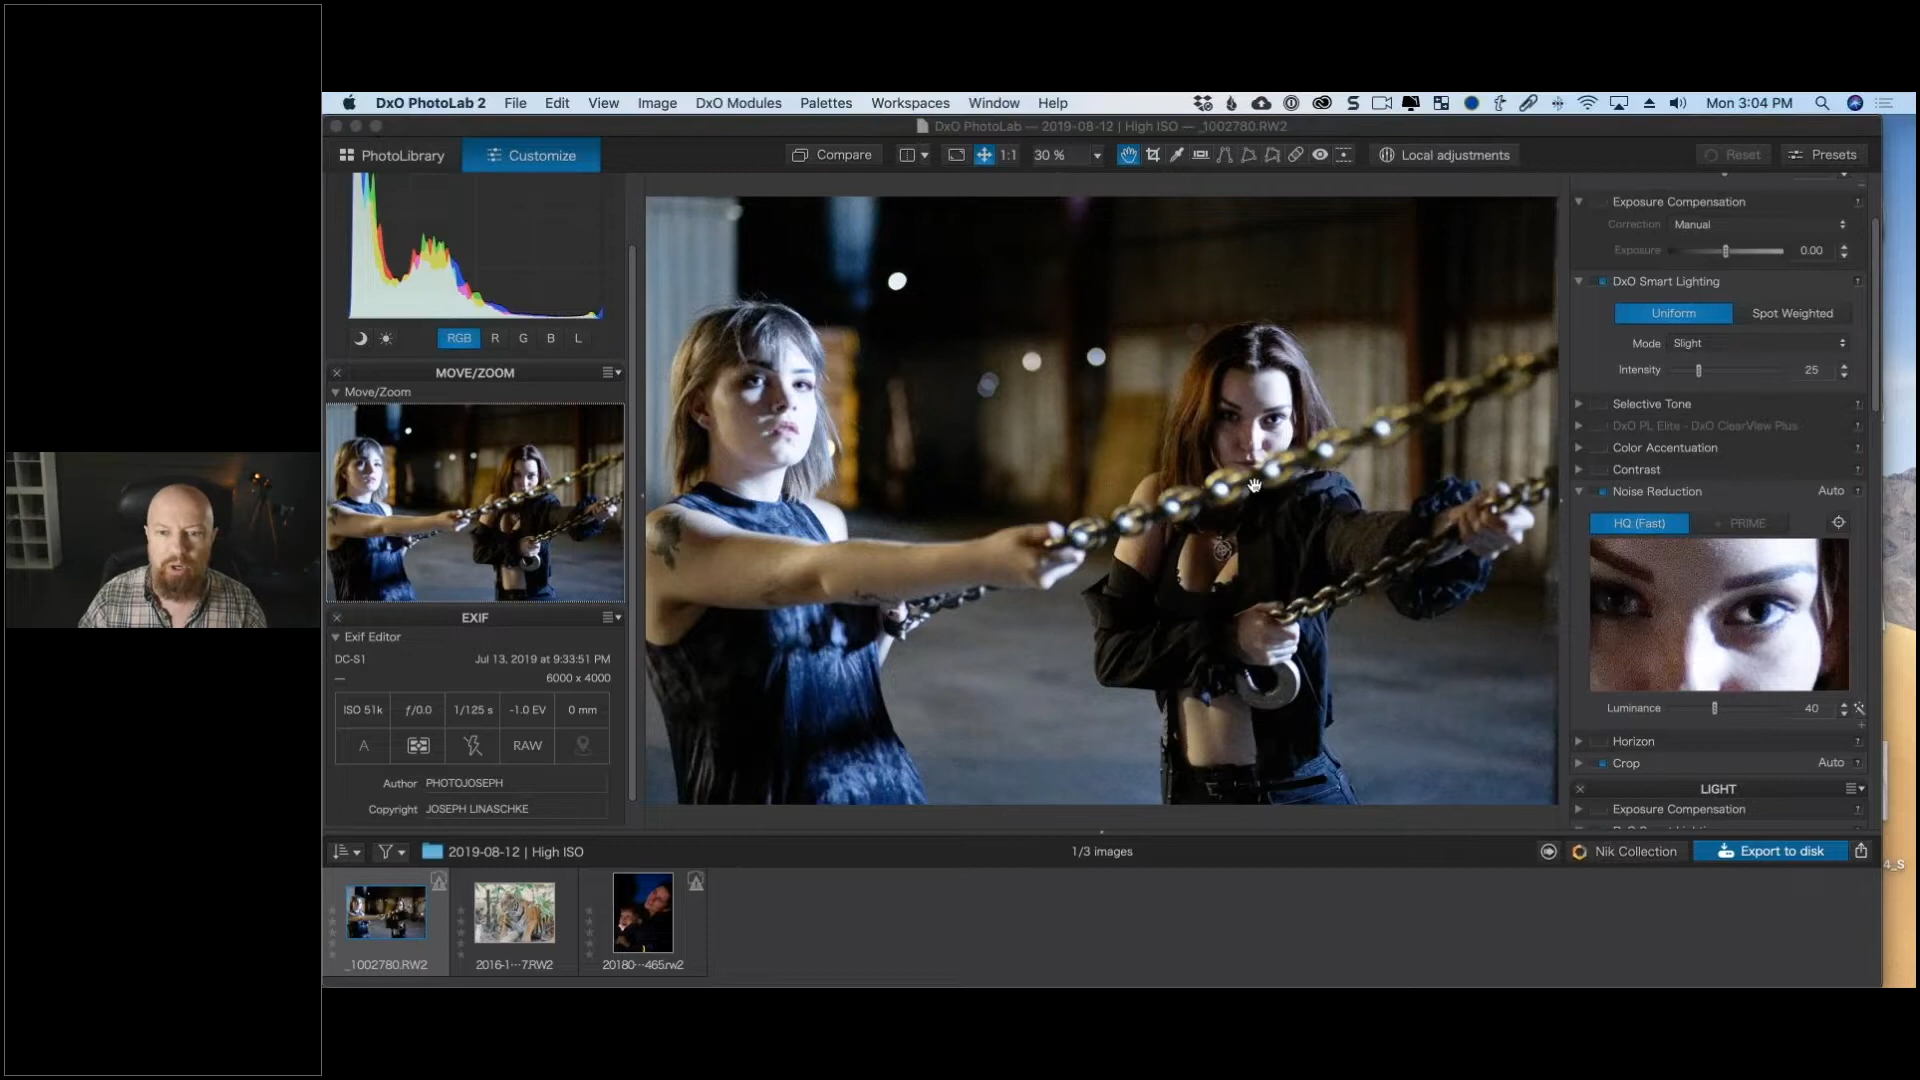 DxO PhotoLab 2 File Edit View Image DxO Modules Palettes Workspaces Window Help Mon 3:04 PM
DxO PhotoLab — 2019-08-12 | High ISO — _1002780.RW2
PhotoLibrary Customize Compare 1:1 30 % Local adjustments Reset Presets
RGB R G B L
MOVE/ZOOM
Move/Zoom
EXIF
Exif Editor
DC-S1 Jul 13, 2019 at 9:33:51 PM
— 6000 x 4000
ISO 51k ƒ/0.0 1/125 s -1.0 EV 0 mm
A RAW
Author PHOTOJOSEPH
Copyright JOSEPH LINASCHKE
Exposure Compensation ?
Correction Manual
Exposure 0.00
DxO Smart Lighting ?
Uniform Spot Weighted
Mode Slight
Intensity 25
Selective Tone ?
DxO PL Elite - DxO ClearView Plus ?
Color Accentuation ?
Contrast ?
Noise Reduction Auto ?
HQ (Fast) PRIME
Luminance 40
Horizon ?
Crop Auto ?
LIGHT
Exposure Compensation ?
2019-08-12 | High ISO 1/3 images Nik Collection Export to disk
4_S
_1002780.RW2 2016-1···7.RW2 20180···465.rw2